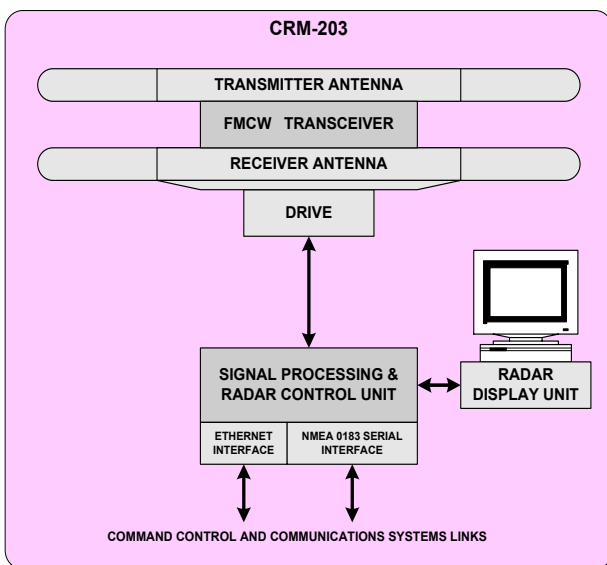 CRM-203
TRANSMITTER ANTENNA
FMCW TRANSCEIVER
RECEIVER ANTENNA
DRIVE
SIGNAL PROCESSING &
RADAR CONTROL UNIT
RADAR
DISPLAY UNIT
ETHERNET
INTERFACE
NMEA 0183 SERIAL
INTERFACE
COMMAND CONTROL AND COMMUNICATIONS SYSTEMS LINKS